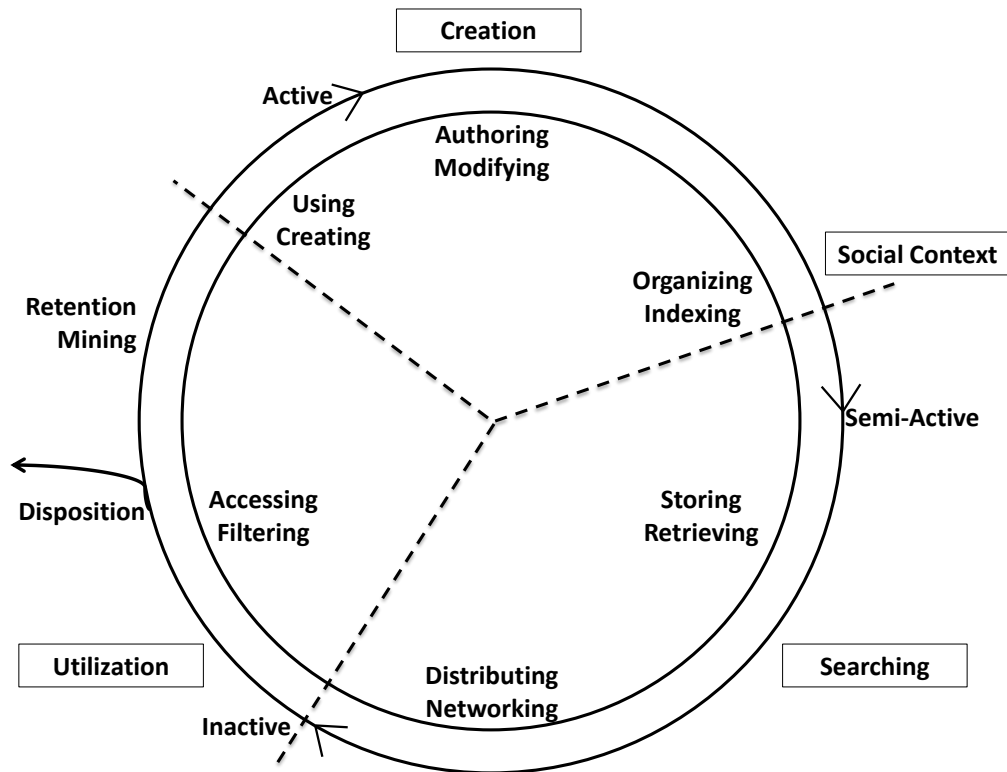 Creation
Active
Authoring
Modifying
Using
Creating
Social Context
Organizing
Indexing
Retention
Mining
Semi-Active
Accessing
Filtering
Storing
Retrieving
Disposition
Utilization
Distributing
Networking
Searching
Inactive